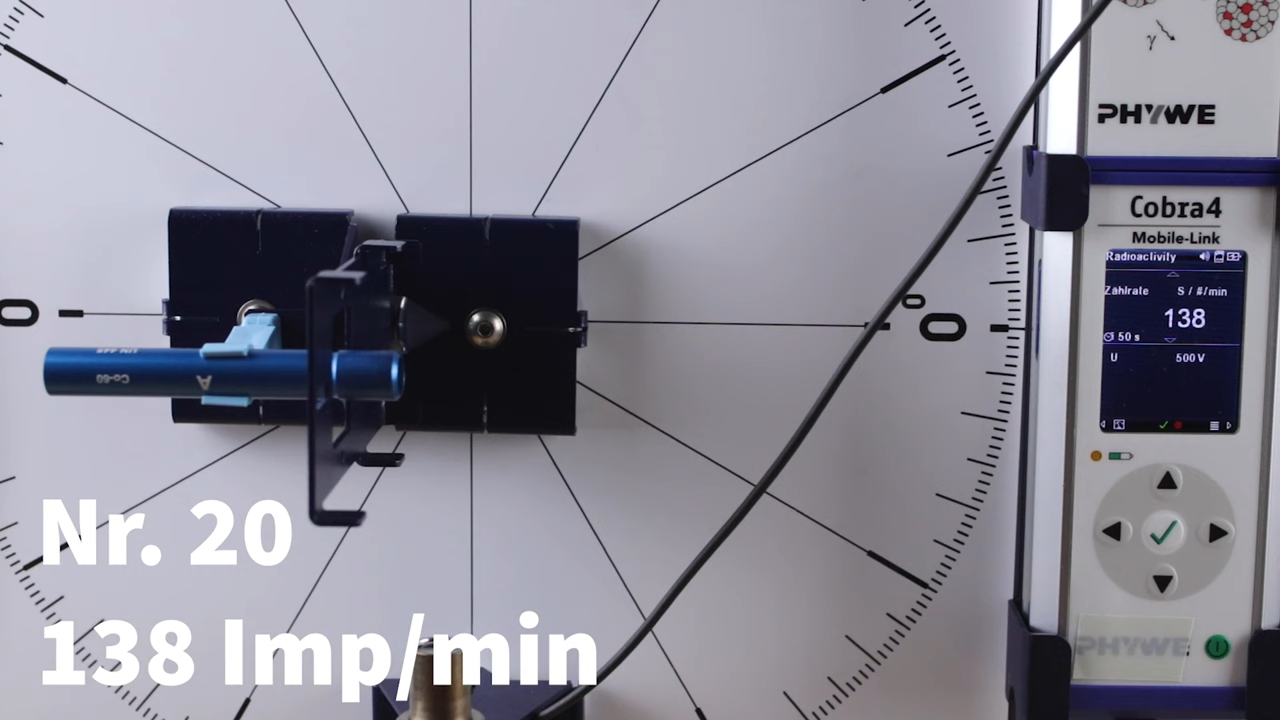 γ
PHYWE
Cobra4
Mobile-Link
Radioactivity
Zählrate S / #/min
138
50 s
U 500 V
0
°0
Co-60
A
Nr. 20
138 Imp/min
PHYWE